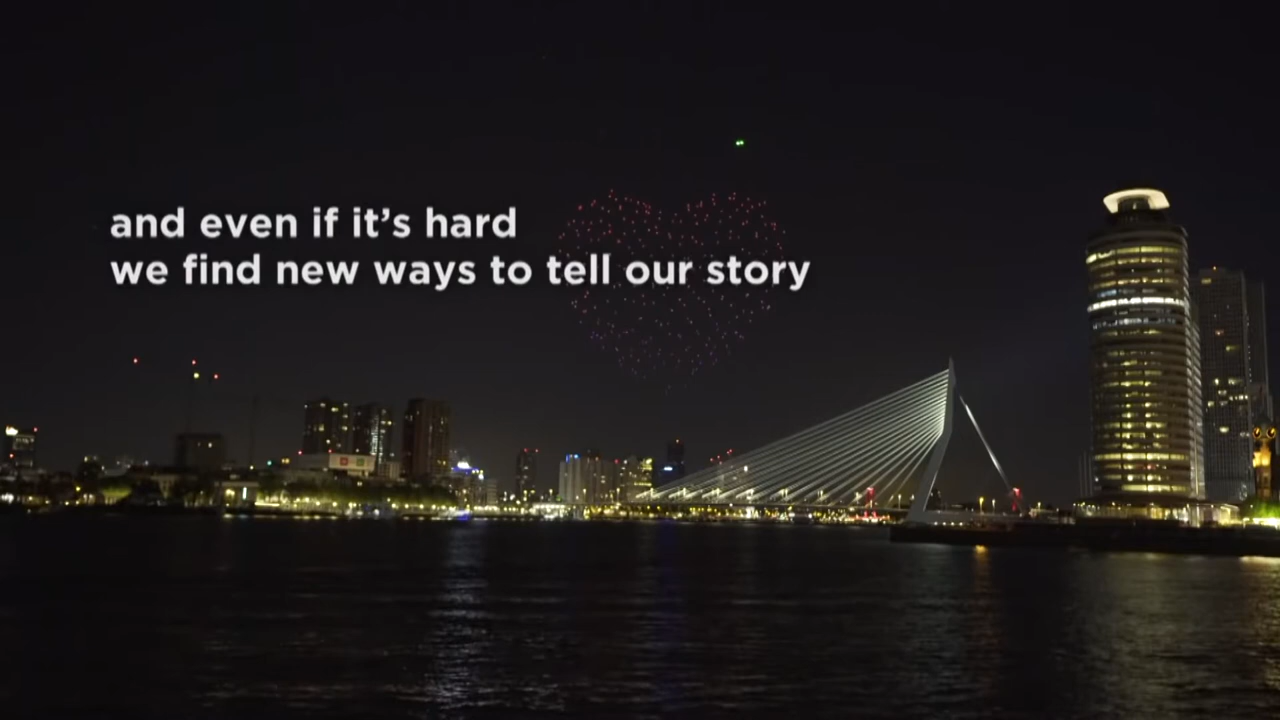 and even if it’s hard
we find new ways to tell our story